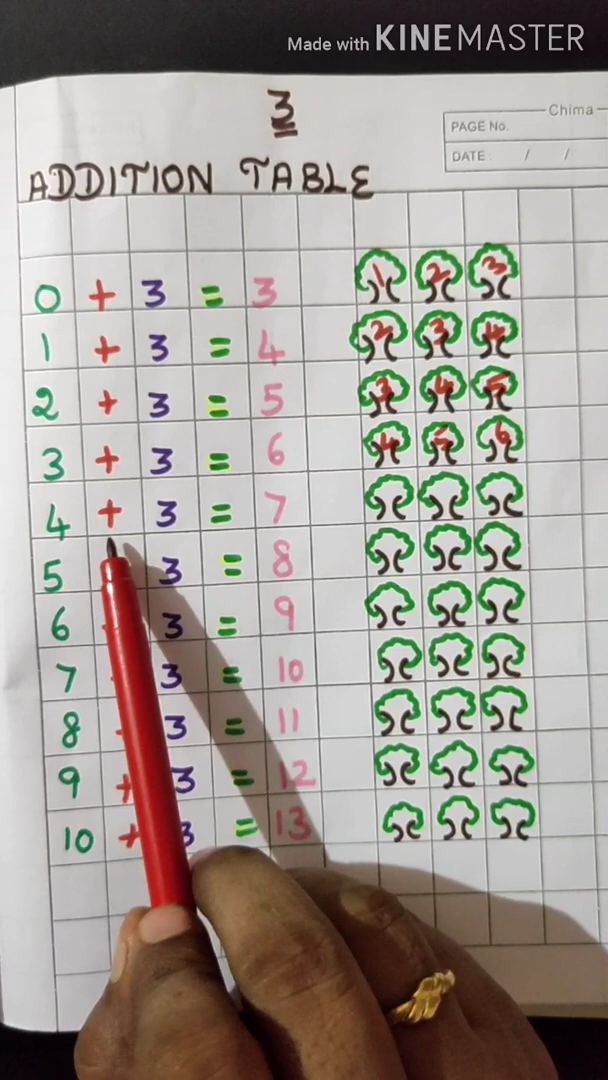 Made with KINEMASTER
3
Chima
PAGE No.
DATE : / /
ADDITION TABLE
0 + 3 = 3 1 2 3
1 + 3 = 4 2 3 4
2 + 3 = 5 3 4 5
3 + 3 = 6 4 5 6
4 + 3 = 7
5 3 = 8
6 3 = 9
7 3 = 10
8 3 = 11
9 + 3 = 12
10 + 3 = 13